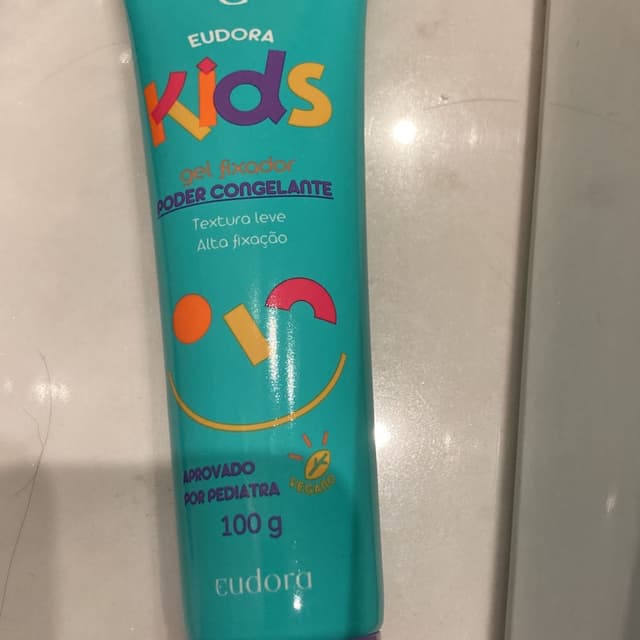 EUDORA
Kids
gel fixador
PODER CONGELANTE
Textura leve
Alta fixação
APROVADO
POR PEDIATRA
VEGANO
100 g
eudora